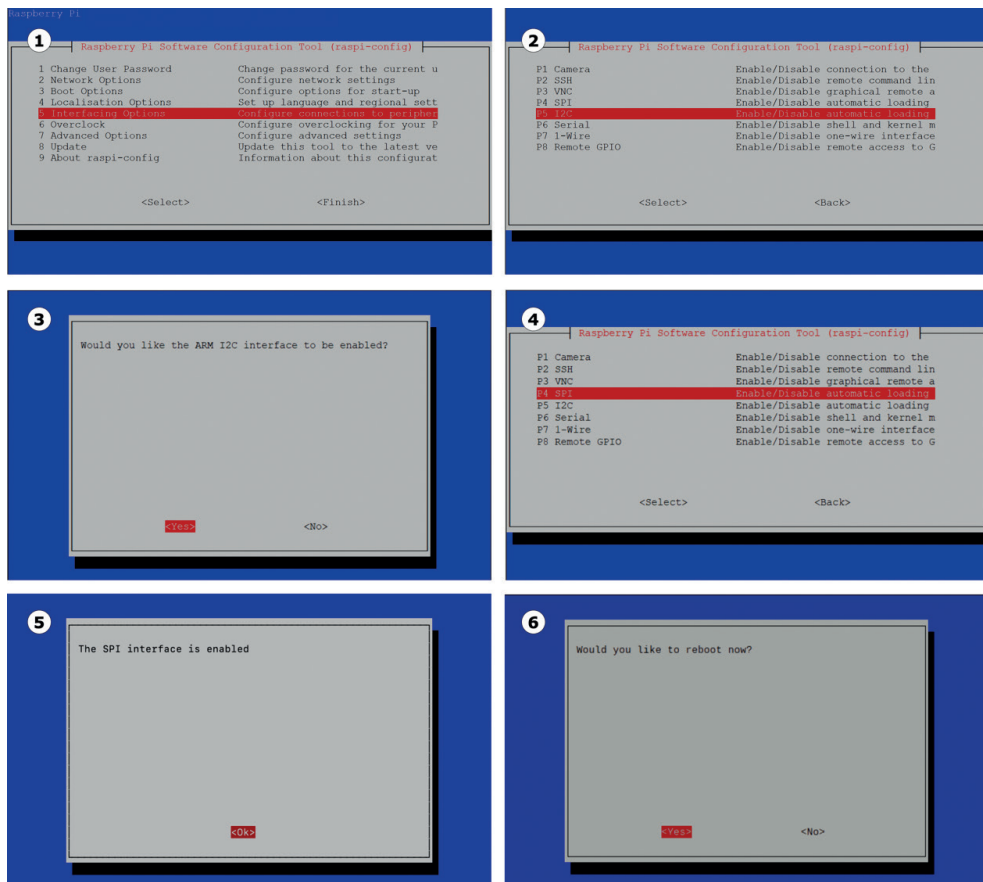 Raspberry Pi
1
Raspberry Pi Software Configuration Tool (raspi-config)
1 Change User Password Change password for the current u
2 Network Options Configure network settings
3 Boot Options Configure options for start-up
4 Localisation Options Set up language and regional sett
5 Interfacing Options Configure connections to peripher
6 Overclock Configure overclocking for your P
7 Advanced Options Configure advanced settings
8 Update Update this tool to the latest ve
9 About raspi-config Information about this configurat
<Select> <Finish>
2
Raspberry Pi Software Configuration Tool (raspi-config)
P1 Camera Enable/Disable connection to the
P2 SSH Enable/Disable remote command lin
P3 VNC Enable/Disable graphical remote a
P4 SPI Enable/Disable automatic loading
P5 I2C Enable/Disable automatic loading
P6 Serial Enable/Disable shell and kernel m
P7 1-Wire Enable/Disable one-wire interface
P8 Remote GPIO Enable/Disable remote access to G
<Select> <Back>
3
Would you like the ARM I2C interface to be enabled?
<Yes> <No>
4
Raspberry Pi Software Configuration Tool (raspi-config)
P1 Camera Enable/Disable connection to the
P2 SSH Enable/Disable remote command lin
P3 VNC Enable/Disable graphical remote a
P4 SPI Enable/Disable automatic loading
P5 I2C Enable/Disable automatic loading
P6 Serial Enable/Disable shell and kernel m
P7 1-Wire Enable/Disable one-wire interface
P8 Remote GPIO Enable/Disable remote access to G
<Select> <Back>
5
The SPI interface is enabled
<Ok>
6
Would you like to reboot now?
<Yes> <No>